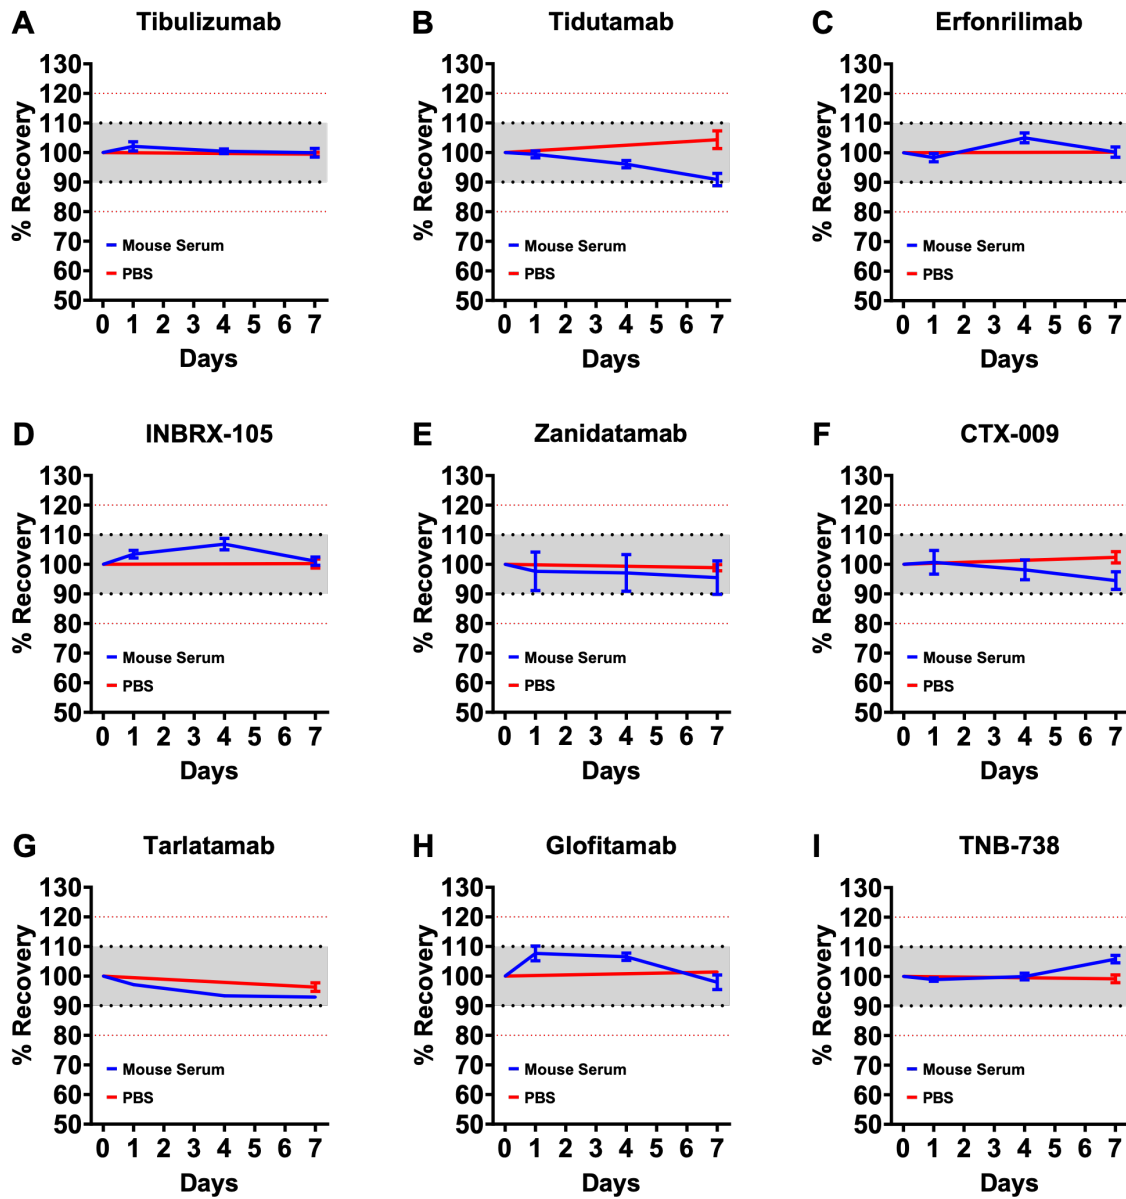 A Tibulizumab
% Recovery
130
120
110
100
90
80
70
60
50
Mouse Serum
PBS
0 1 2 3 4 5 6 7
Days
B Tidutamab
% Recovery
130
120
110
100
90
80
70
60
50
Mouse Serum
PBS
0 1 2 3 4 5 6 7
Days
C Erfonrilimab
% Recovery
130
120
110
100
90
80
70
60
50
Mouse Serum
PBS
0 1 2 3 4 5 6 7
Days
D INBRX-105
% Recovery
130
120
110
100
90
80
70
60
50
Mouse Serum
PBS
0 1 2 3 4 5 6 7
Days
E Zanidatamab
% Recovery
130
120
110
100
90
80
70
60
50
Mouse Serum
PBS
0 1 2 3 4 5 6 7
Days
F CTX-009
% Recovery
130
120
110
100
90
80
70
60
50
Mouse Serum
PBS
0 1 2 3 4 5 6 7
Days
G Tarlatamab
% Recovery
130
120
110
100
90
80
70
60
50
Mouse Serum
PBS
0 1 2 3 4 5 6 7
Days
H Glofitamab
% Recovery
130
120
110
100
90
80
70
60
50
Mouse Serum
PBS
0 1 2 3 4 5 6 7
Days
I TNB-738
% Recovery
130
120
110
100
90
80
70
60
50
Mouse Serum
PBS
0 1 2 3 4 5 6 7
Days